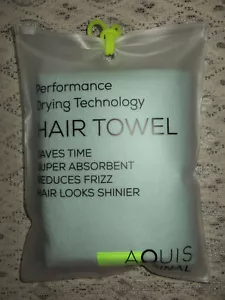 Performance
Drying Technology
HAIR TOWEL
SAVES TIME
SUPER ABSORBENT
REDUCES FRIZZ
HAIR LOOKS SHINIER
AQUIS